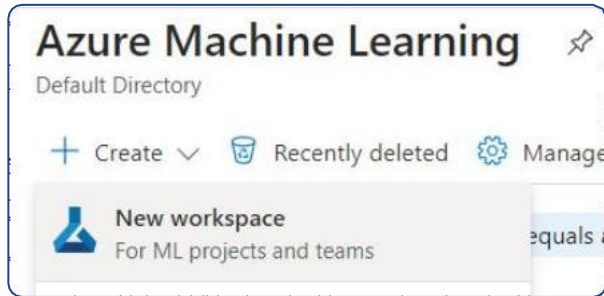 Azure Machine Learning
Default Directory
Create Recently deleted Manage
New workspace
For ML projects and teams
equals a